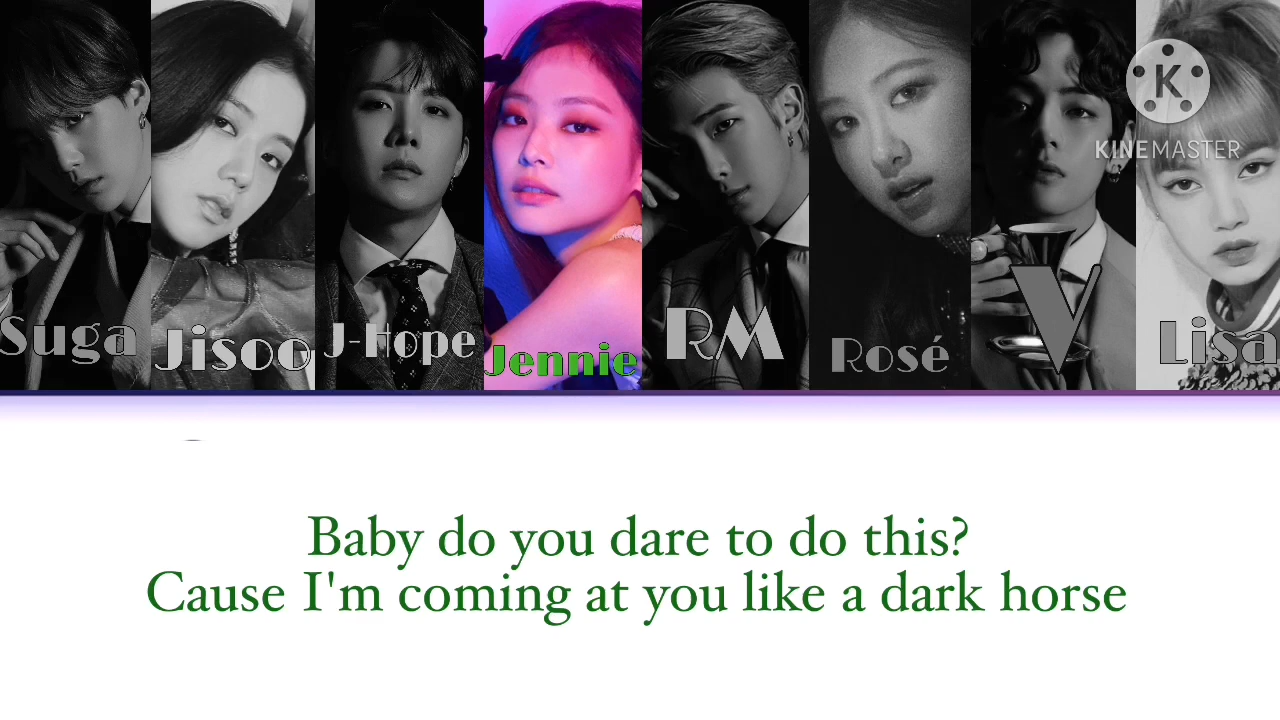 K
KINEMASTER
Suga
Jisoo
J-Hope
Jennie
RM
Rosé
V
Lisa
Baby do you dare to do this?
Cause I'm coming at you like a dark horse